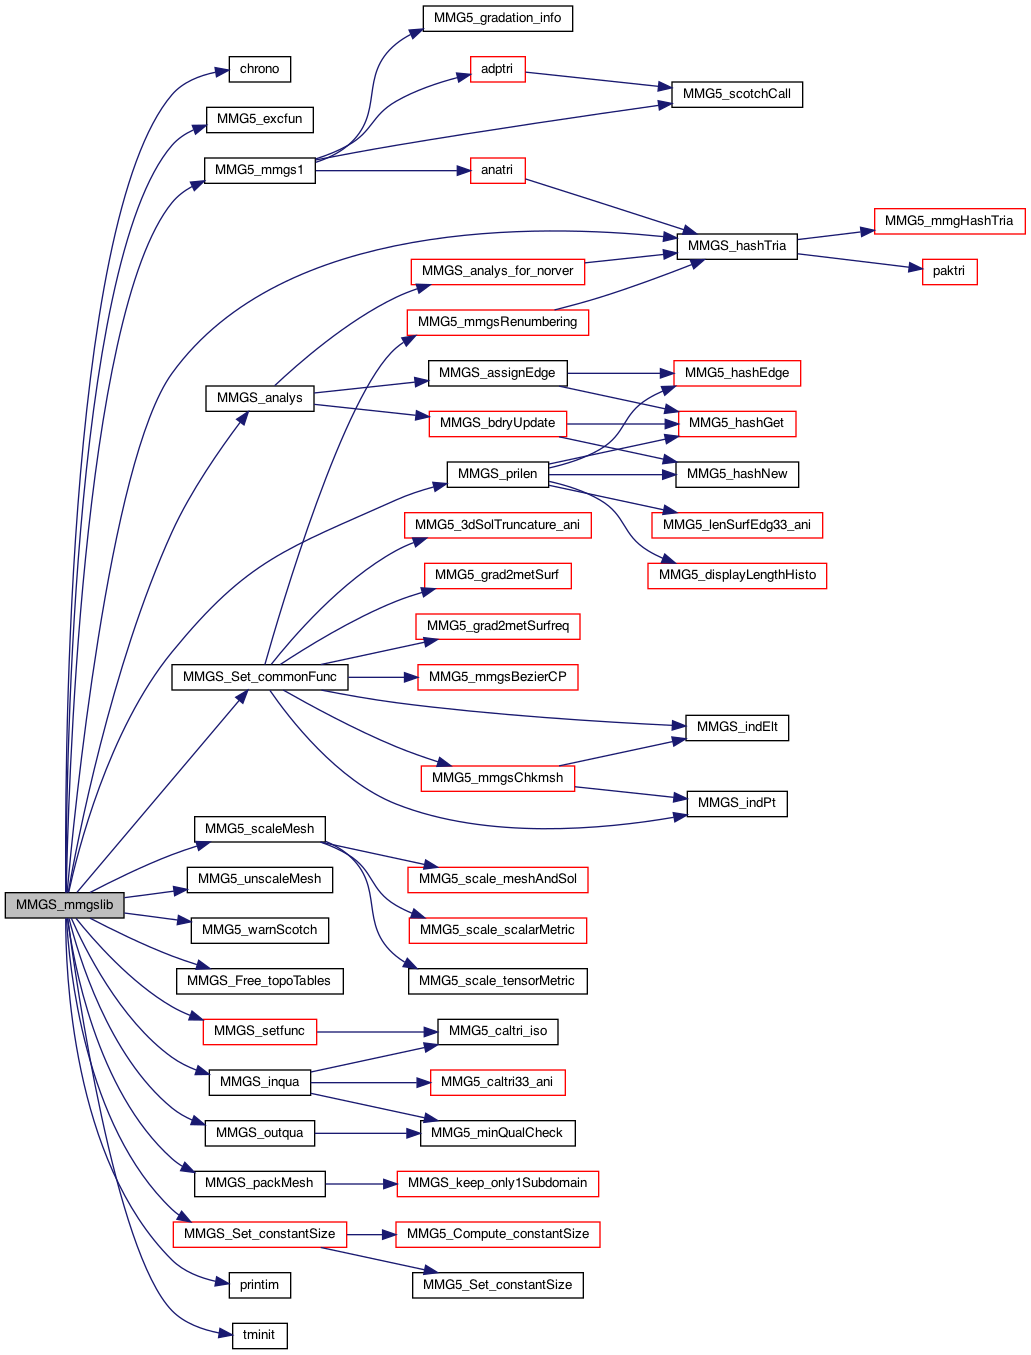 MMG5_gradation_info
chrono
adptri
MMG5_scotchCall
MMG5_excfun
MMG5_mmgs1
anatri
MMG5_mmgHashTria
MMGS_hashTria
MMGS_analys_for_norver
paktri
MMG5_mmgsRenumbering
MMGS_assignEdge
MMG5_hashEdge
MMGS_analys
MMGS_bdryUpdate
MMG5_hashGet
MMGS_prilen
MMG5_hashNew
MMG5_3dSolTruncature_ani
MMG5_lenSurfEdg33_ani
MMG5_grad2metSurf
MMG5_displayLengthHisto
MMG5_grad2metSurfreq
MMGS_Set_commonFunc
MMG5_mmgsBezierCP
MMGS_indElt
MMG5_mmgsChkmsh
MMGS_indPt
MMG5_scaleMesh
MMG5_unscaleMesh
MMG5_scale_meshAndSol
MMGS_mmgslib
MMG5_warnScotch
MMG5_scale_scalarMetric
MMGS_Free_topoTables
MMG5_scale_tensorMetric
MMGS_setfunc
MMG5_caltri_iso
MMGS_inqua
MMG5_caltri33_ani
MMGS_outqua
MMG5_minQualCheck
MMGS_packMesh
MMGS_keep_only1Subdomain
MMGS_Set_constantSize
MMG5_Compute_constantSize
printim
MMG5_Set_constantSize
tminit